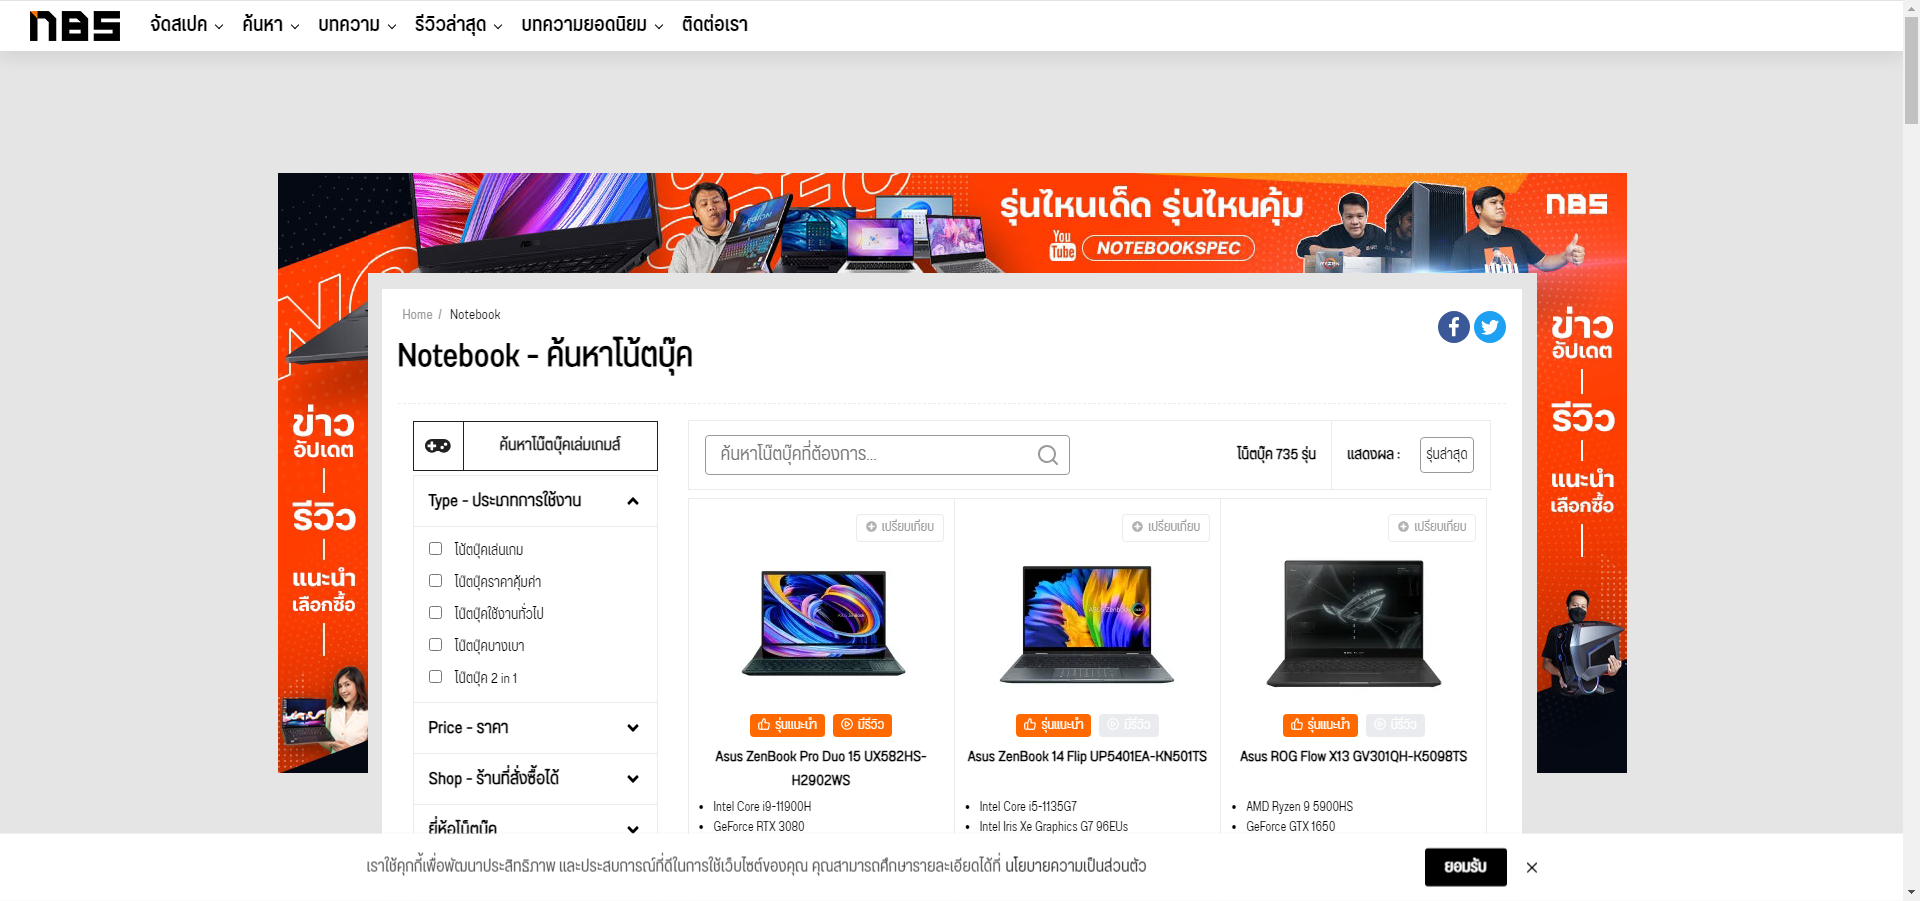 nBS
จัดสเปค ค้นหา บทความ รีวิวล่าสุด บทความยอดนิยม ติดต่อเรา
รุ่นไหนเด็ด รุ่นไหนคุ้ม
You Tube NOTEBOOKSPEC
nBS
ข่าว
อัปเดต
รีวิว
แนะนำ
เลือกซื้อ
ข่าว
อัปเดต
รีวิว
แนะนำ
เลือกซื้อ
Home / Notebook
Notebook - ค้นหาโน้ตบุ๊ค
ค้นหาโน๊ตบุ๊คเล่มเกมส์
ค้นหาโน๊ตบุ๊คที่ต้องการ...
โน็ตบุ๊ค 735 รุ่น
แสดงผล :
รุ่นล่าสุด
Type - ประเภทการใช้งาน
โน้ตบุ๊คเล่นเกม
โน๊ตบุ๊คราคาคุ้มค่า
โน๊ตบุ๊คใช้งานทั่วไป
โน๊ตบุ๊คบางเบา
โน้ตบุ๊ค 2 in 1
Price - ราคา
Shop - ร้านที่สั่งซื้อได้
ยี่ห้อโน็ตบุ๊ค
เปรียบเทียบ
รุ่นแนะนำ มีรีวิว
Asus ZenBook Pro Duo 15 UX582HS-
H2902WS
Intel Core i9-11900H
GeForce RTX 3080
เปรียบเทียบ
รุ่นแนะนำ มีรีวิว
Asus ZenBook 14 Flip UP5401EA-KN501TS
Intel Core i5-1135G7
Intel Iris Xe Graphics G7 96EUs
เปรียบเทียบ
รุ่นแนะนำ มีรีวิว
Asus ROG Flow X13 GV301QH-K5098TS
AMD Ryzen 9 5900HS
GeForce GTX 1650
เราใช้คุกกี้เพื่อพัฒนาประสิทธิภาพ และประสบการณ์ที่ดีในการใช้เว็บไซต์ของคุณ คุณสามารถศึกษารายละเอียดได้ที่ นโยบายความเป็นส่วนตัว
ยอมรับ